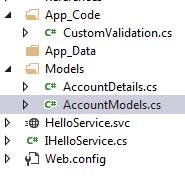 App_Code
C# CustomValidation.cs
App_Data
Models
C# AccountDetails.cs
C# AccountModels.cs
HelloService.svc
C# IHelloService.cs
Web.config